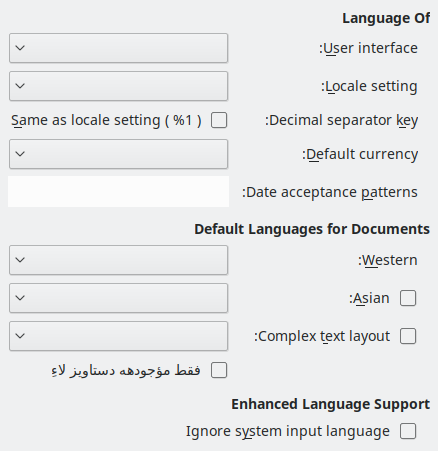 Language Of
User interface:
Locale setting:
Decimal separator key:
Same as locale setting ( %1 )
Default currency:
Date acceptance patterns:
Default Languages for Documents
Western:
Asian:
Complex text layout:
فقط مؤجودهه دستاويز لاءِ
Enhanced Language Support
Ignore system input language